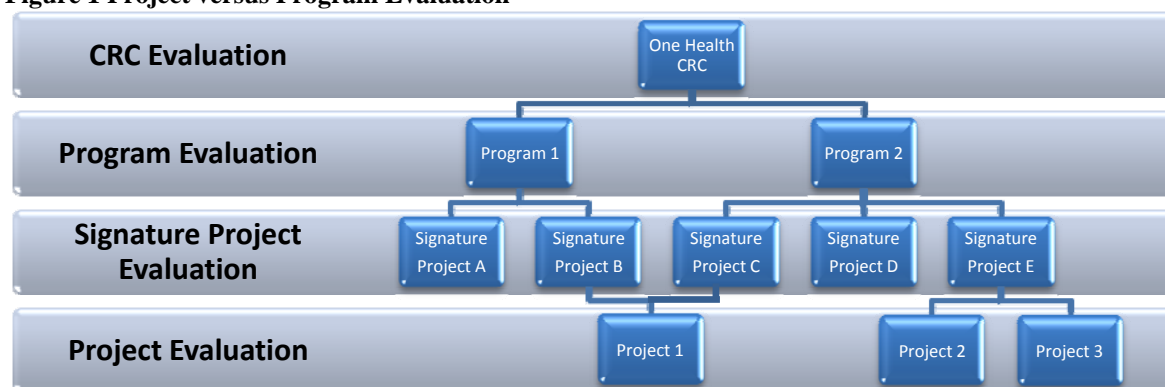 Figure 1 Project versus Program Evaluation
CRC Evaluation
One Health
CRC
Program Evaluation
Program 1
Program 2
Signature Project
Evaluation
Signature
Project A
Signature
Project B
Signature
Project C
Signature
Project D
Signature
Project E
Project Evaluation
Project 1
Project 2
Project 3